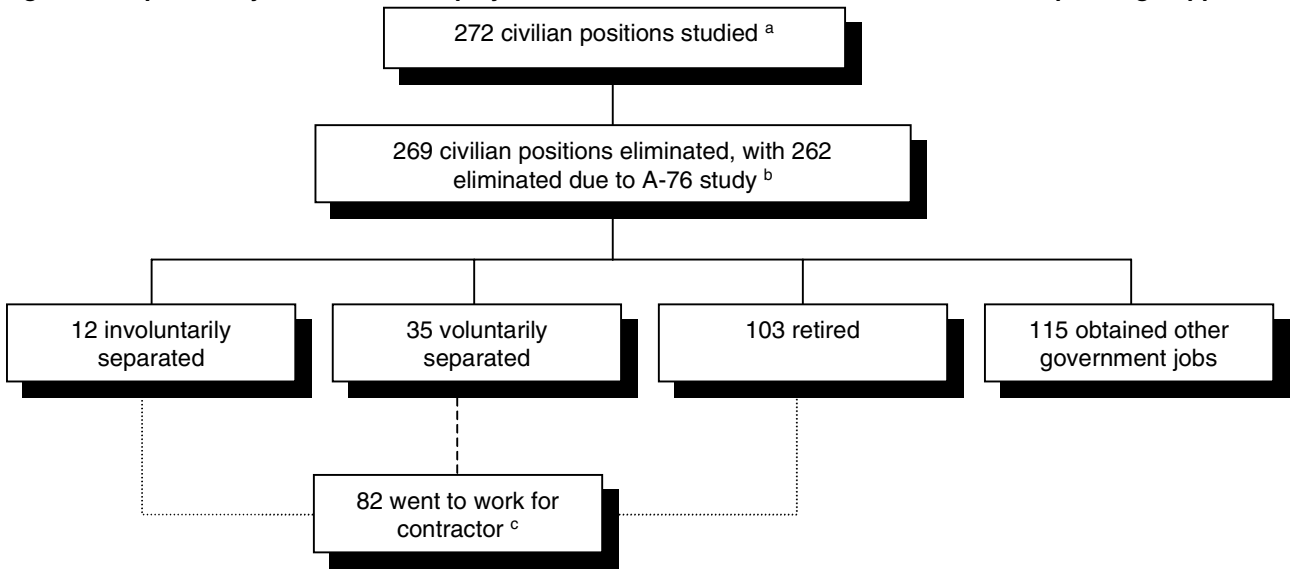 272 civilian positions studied a
269 civilian positions eliminated, with 262
eliminated due to A-76 study b
12 involuntarily
separated
35 voluntarily
separated
103 retired
115 obtained other
government jobs
82 went to work for
contractor c